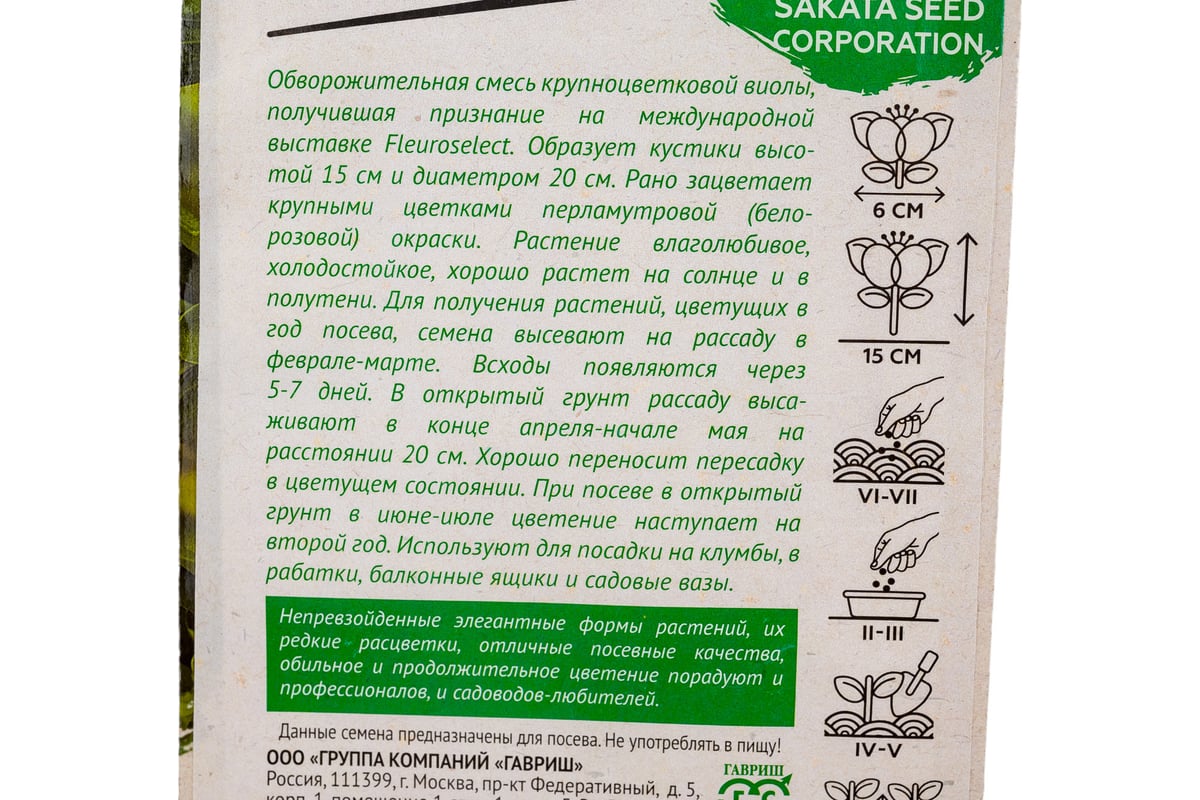 SAKATA SEED
CORPORATION
Обворожительная смесь крупноцветковой виолы,
получившая признание на международной
выставке Fleuroselect. Образует кустики высо-
той 15 см и диаметром 20 см. Рано зацветает
крупными цветками перламутровой (бело-
розовой) окраски. Растение влаголюбивое,
холодостойкое, хорошо растет на солнце и в
полутени. Для получения растений, цветущих в
год посева, семена высевают на рассаду в
феврале-марте. Всходы появляются через
5-7 дней. В открытый грунт рассаду выса-
живают в конце апреля-начале мая на
расстоянии 20 см. Хорошо переносит пересадку
в цветущем состоянии. При посеве в открытый
грунт в июне-июле цветение наступает на
второй год. Используют для посадки на клумбы, в
рабатки, балконные ящики и садовые вазы.
Непревзойденные элегантные формы растений, их
редкие расцветки, отличные посевные качества,
обильное и продолжительное цветение порадуют и
профессионалов, и садоводов-любителей.
Данные семена предназначены для посева. Не употреблять в пищу!
ООО «ГРУППА КОМПАНИЙ «ГАВРИШ»
Россия, 111399, г. Москва, пр-кт Федеративный, д. 5,
ГАВРИШ
6 СМ
15 СМ
VI-VII
II-III
IV-V